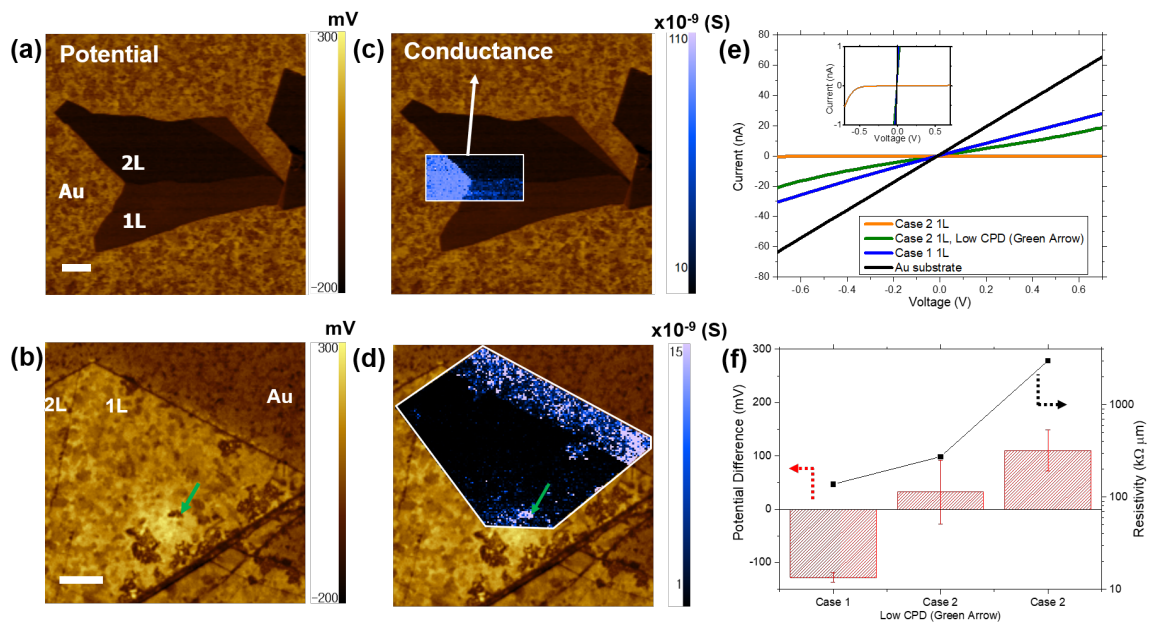 (a)
Potential
2L
Au
1L
mV
300
−200
(c)
Conductance
x10⁻⁹ (S)
110
10
(e)
Current (nA)
80
60
40
20
0
-20
-40
-60
-80
-0.6
-0.4
-0.2
0.0
0.2
0.4
0.6
Voltage (V)
Current (nA)
1
0
-1
-0.5
0.0
0.5
Voltage (V)
Case 2 1L
Case 2 1L, Low CPD (Green Arrow)
Case 1 1L
Au substrate
(b)
2L
1L
Au
mV
300
−200
(d)
x10⁻⁹ (S)
15
1
(f)
Potential Difference (mV)
300
250
200
150
100
50
0
-50
-100
1000
100
10
Resistivity (kΩ μm)
Case 1
Case 2
Case 2
Low CPD (Green Arrow)